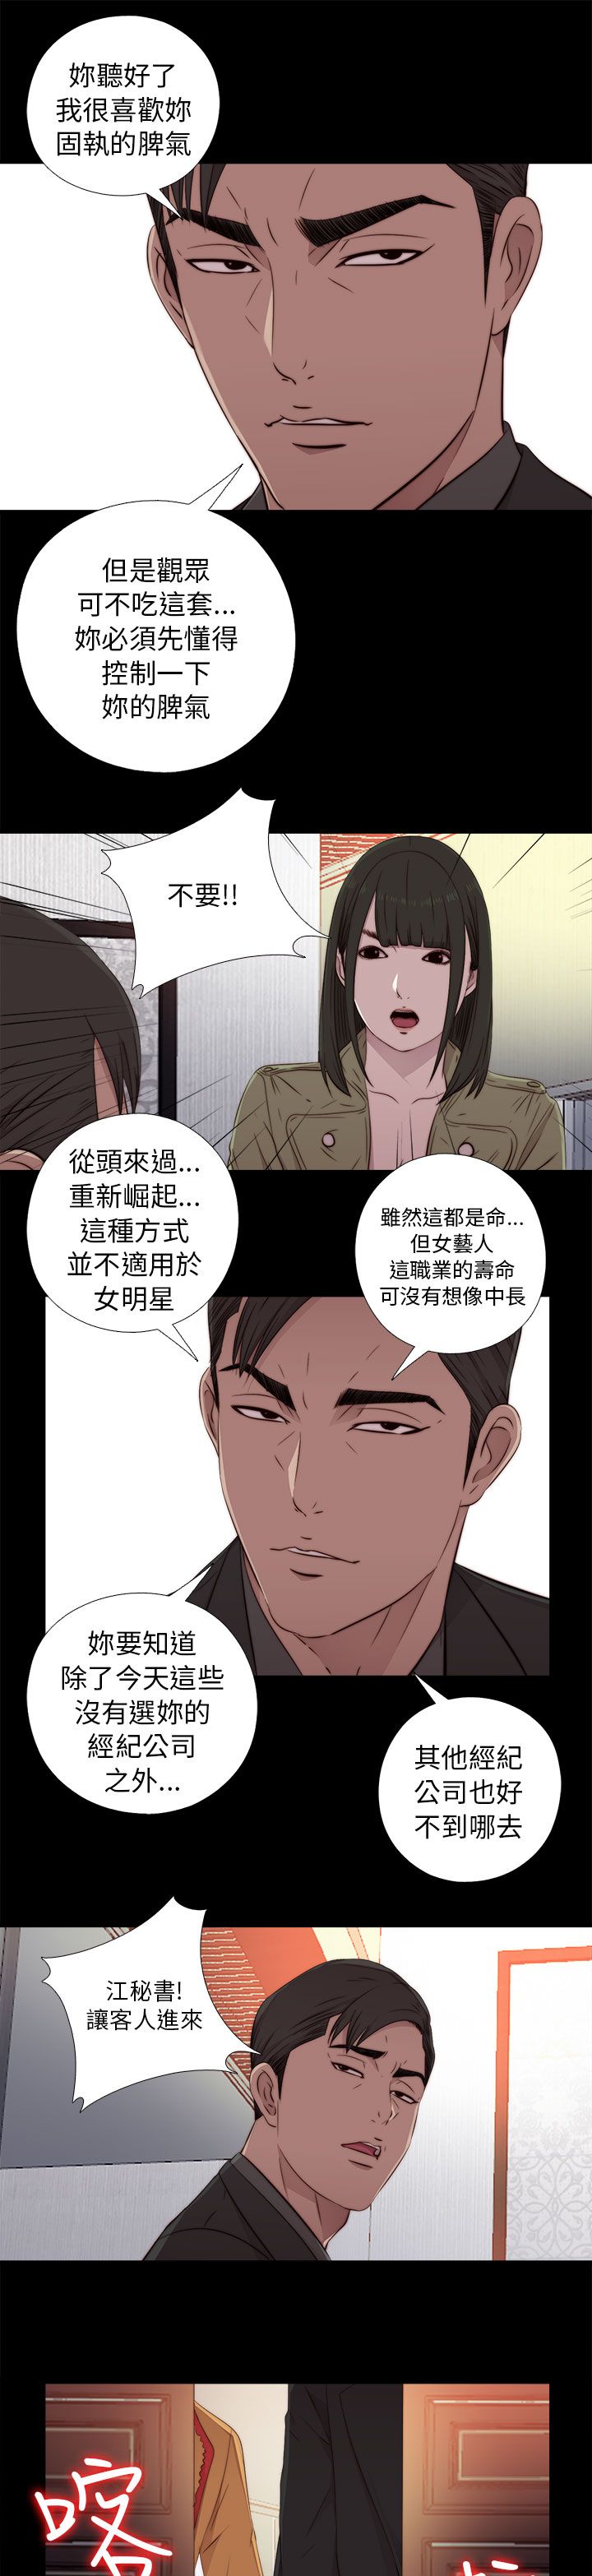 妳聽好了
我很喜歡妳
固執的脾氣
但是觀眾
可不吃這套...
妳必須先懂得
控制一下
妳的脾氣
不要!!
從頭來過...
重新崛起...
這種方式
並不適用於
女明星
雖然這都是命...
但女藝人
這職業的壽命
可沒有想像中長
妳要知道
除了今天這些
沒有選妳的
經紀公司
之外...
其他經紀
公司也好
不到哪去
江秘書!
讓客人進來
喀